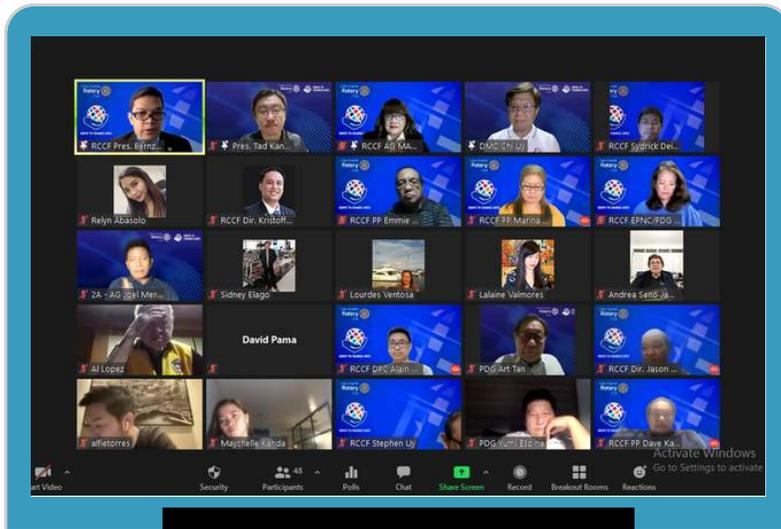 RCCF Pres. Bernz...
Pres. Tad Kan...
RCCF AG MA...
DMC Chi Uy
RCCF Sydrick Dei...
Relyn Abasolo
RCCF Dir. Kristoff...
RCCF PP Emmie ...
RCCF PP Marina ...
RCCF EPNC/PDG ...
2A - AG Joel Mer...
Sidney Elago
Lourdes Ventosa
Lalaine Valmores
Andrea Seno-Ja...
Al Lopez
David Pama
RCCF DPC Alain ...
PDG Art Tan
RCCF Dir. Jason ...
alfietorres
Maychelle Kanda
RCCF Stephen Uy
PDG Yumi Espina
RCCF PP Dave Ka...
Activate Windows
Go to Settings to activate
art Video
Security
Participants
48
Polls
Chat
Share Screen
Record
Breakout Rooms
Reactions